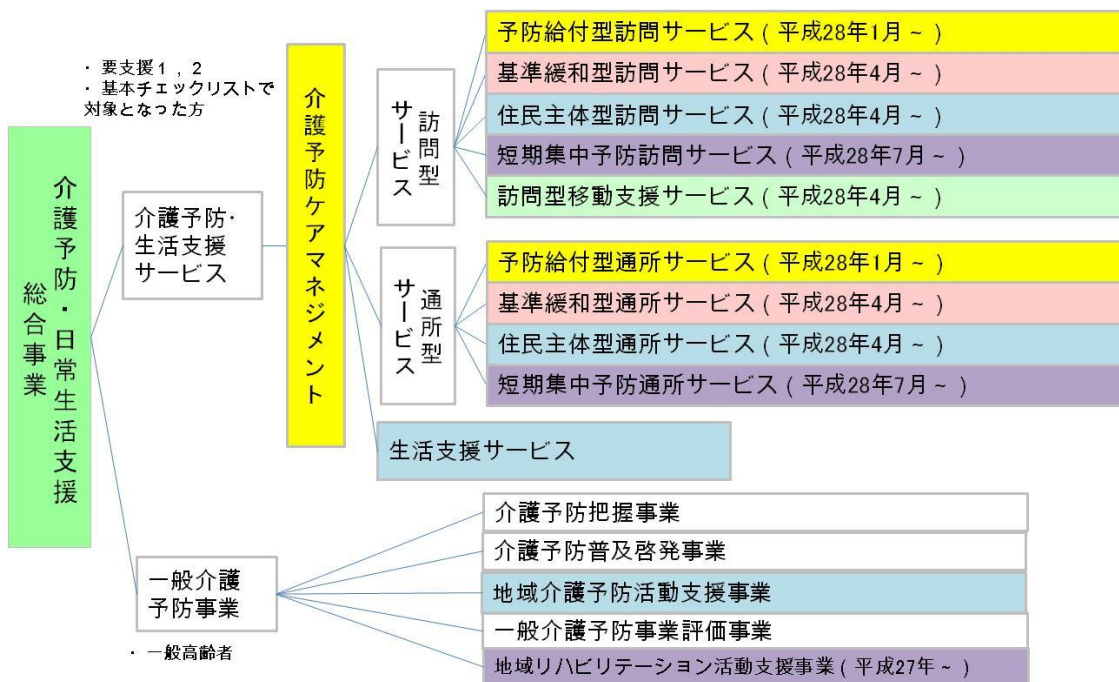 介護予防・日常生活支援
総合事業
・ 要支援1，2
・ 基本チェックリストで
対象となった方
介護予防・
生活支援
サービス
介護予防ケアマネジメント
訪問型
サービス
予防給付型訪問サービス（平成28年1月～）
基準緩和型訪問サービス（平成28年4月～）
住民主体型訪問サービス（平成28年4月～）
短期集中予防訪問サービス（平成28年7月～）
訪問型移動支援サービス（平成28年4月～）
通所型
サービス
予防給付型通所サービス（平成28年1月～）
基準緩和型通所サービス（平成28年4月～）
住民主体型通所サービス（平成28年4月～）
短期集中予防通所サービス（平成28年7月～）
生活支援サービス
一般介護
予防事業
・ 一般高齢者
介護予防把握事業
介護予防普及啓発事業
地域介護予防活動支援事業
一般介護予防事業評価事業
地域リハビリテーション活動支援事業（平成27年～）